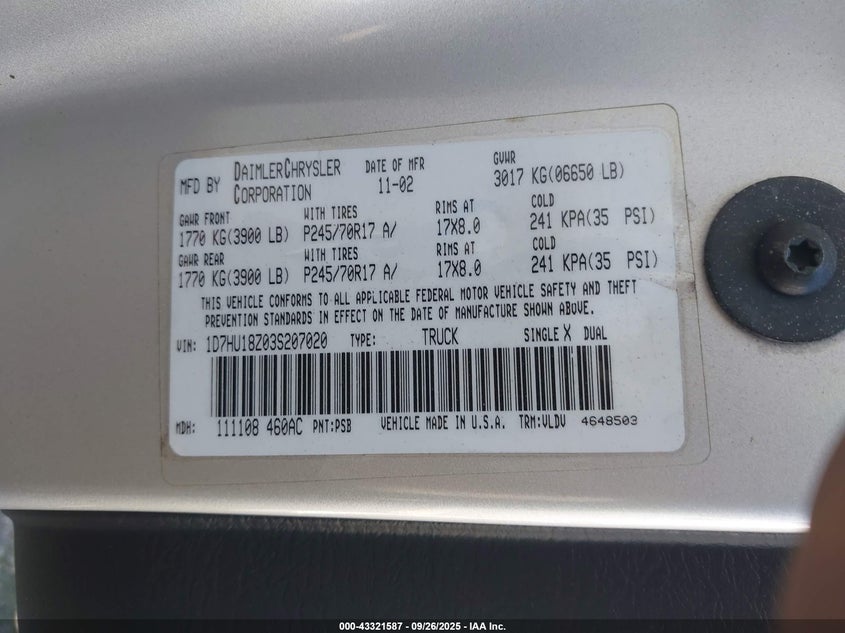 MFD BY DAIMLERCHRYSLER CORPORATION DATE OF MFR 11-02 GVWR 3017 KG(06650 LB)
GAWR FRONT WITH TIRES RIMS AT COLD
1770 KG(3900 LB) P245/70R17 A/ 17X8.0 241 KPA(35 PSI)
GAWR REAR WITH TIRES RIMS AT COLD
1770 KG(3900 LB) P245/70R17 A/ 17X8.0 241 KPA(35 PSI)
THIS VEHICLE CONFORMS TO ALL APPLICABLE FEDERAL MOTOR VEHICLE SAFETY AND THEFT
PREVENTION STANDARDS IN EFFECT ON THE DATE OF MANUFACTURE SHOWN ABOVE.
VIN: 1D7HU18Z03S207020 TYPE: TRUCK SINGLE X DUAL
MDH: 111108 460AC PNT:PSB VEHICLE MADE IN U.S.A. TRM:VLDV 4648503
000-43321587 - 09/26/2025 - IAA Inc.